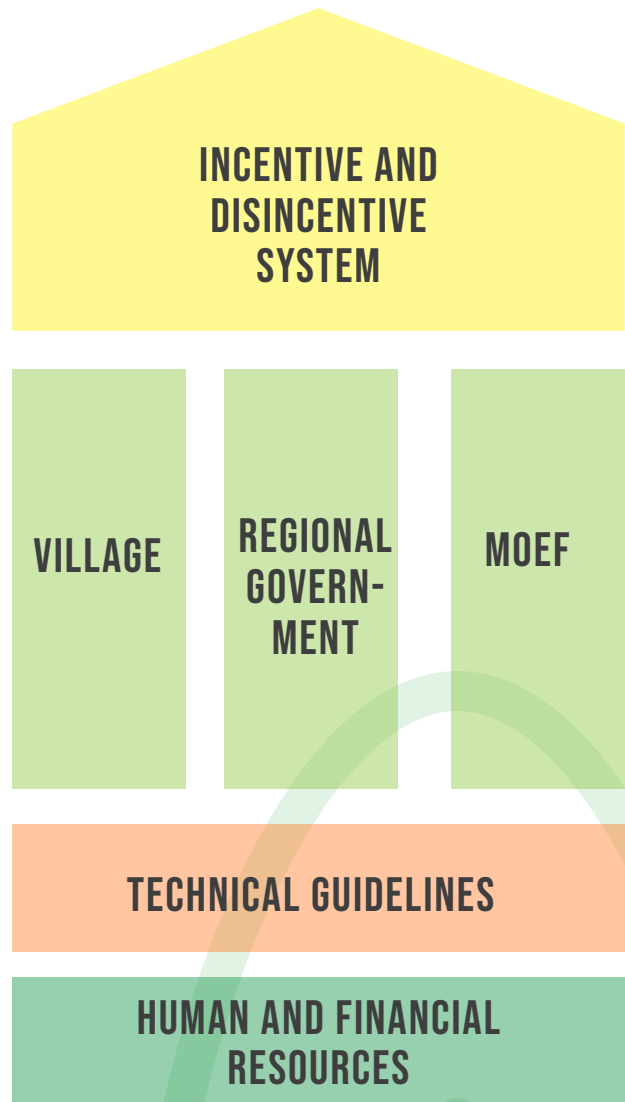 INCENTIVE AND
DISINCENTIVE
SYSTEM
VILLAGE
REGIONAL
GOVERN-
MENT
MOEF
TECHNICAL GUIDELINES
HUMAN AND FINANCIAL
RESOURCES